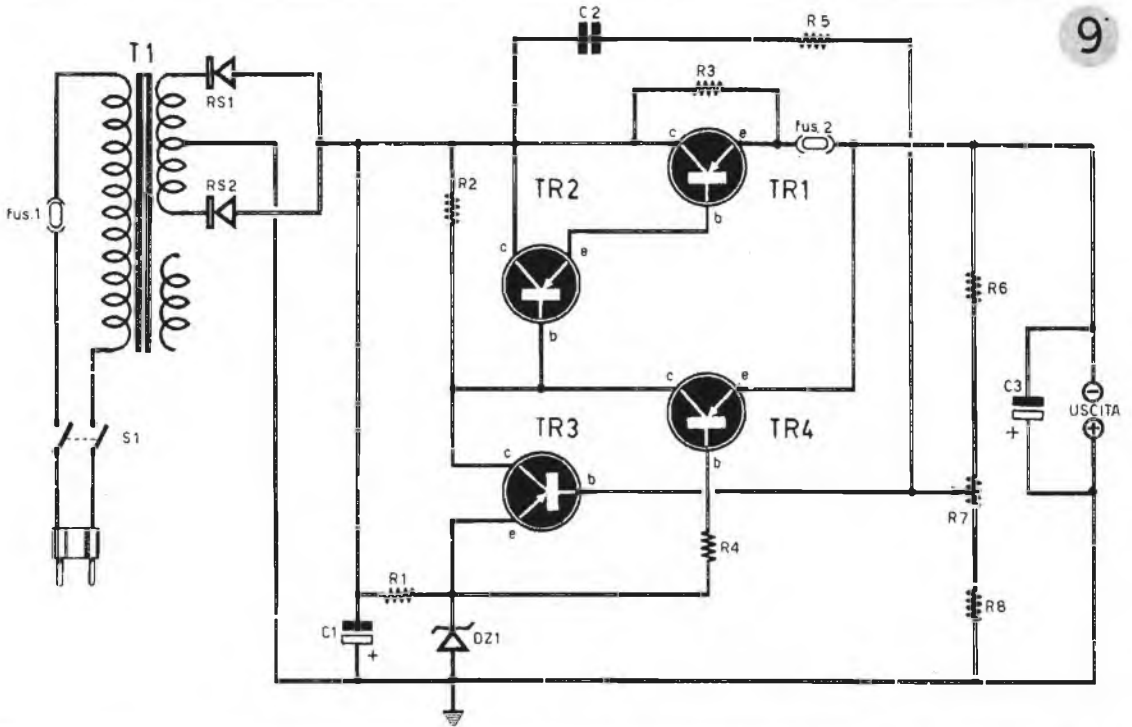 9
T1
C2
R5
RS1
R3
c
e
fus.2
R2
TR2
TR1
RS2
fus.1
b
c
e
R6
b
c
e
C3
−
USCITA
+
+
S1
TR3
TR4
c
b
b
R7
e
R4
R1
C1
+
DZ1
R8